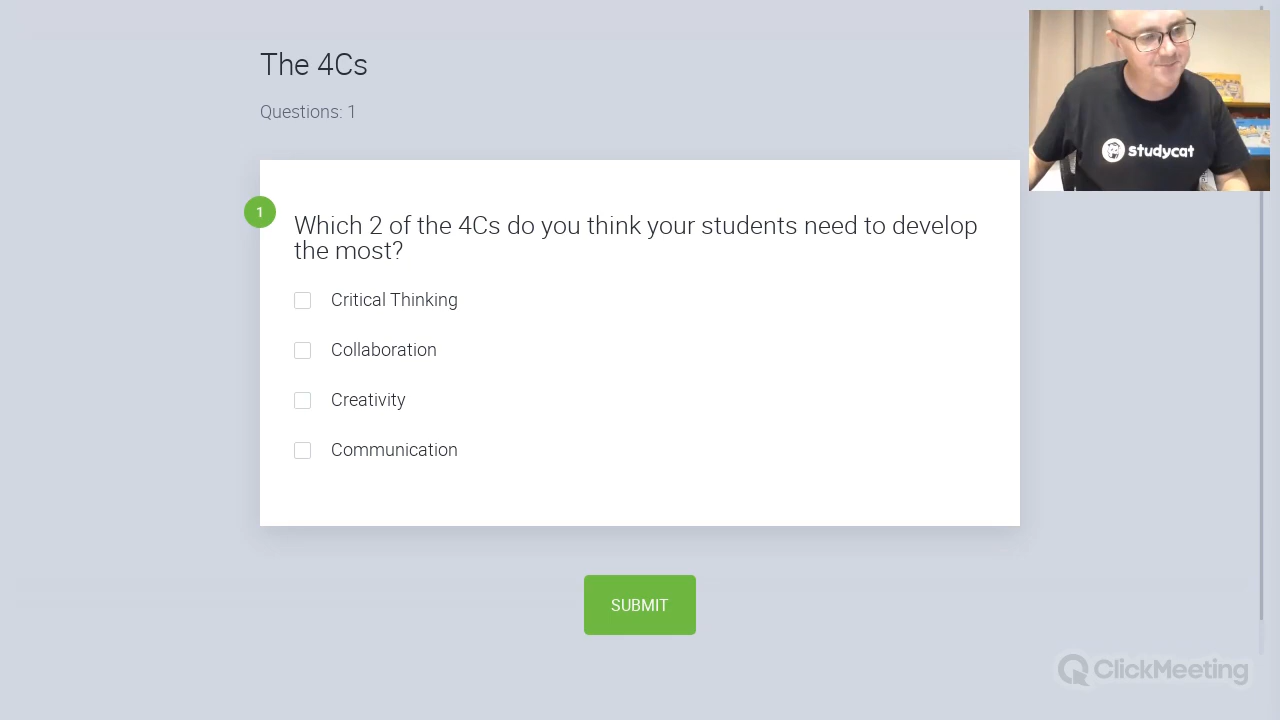 The 4Cs
Questions: 1
studycat
1
Which 2 of the 4Cs do you think your students need to develop
the most?
Critical Thinking
Collaboration
Creativity
Communication
SUBMIT
ClickMeeting